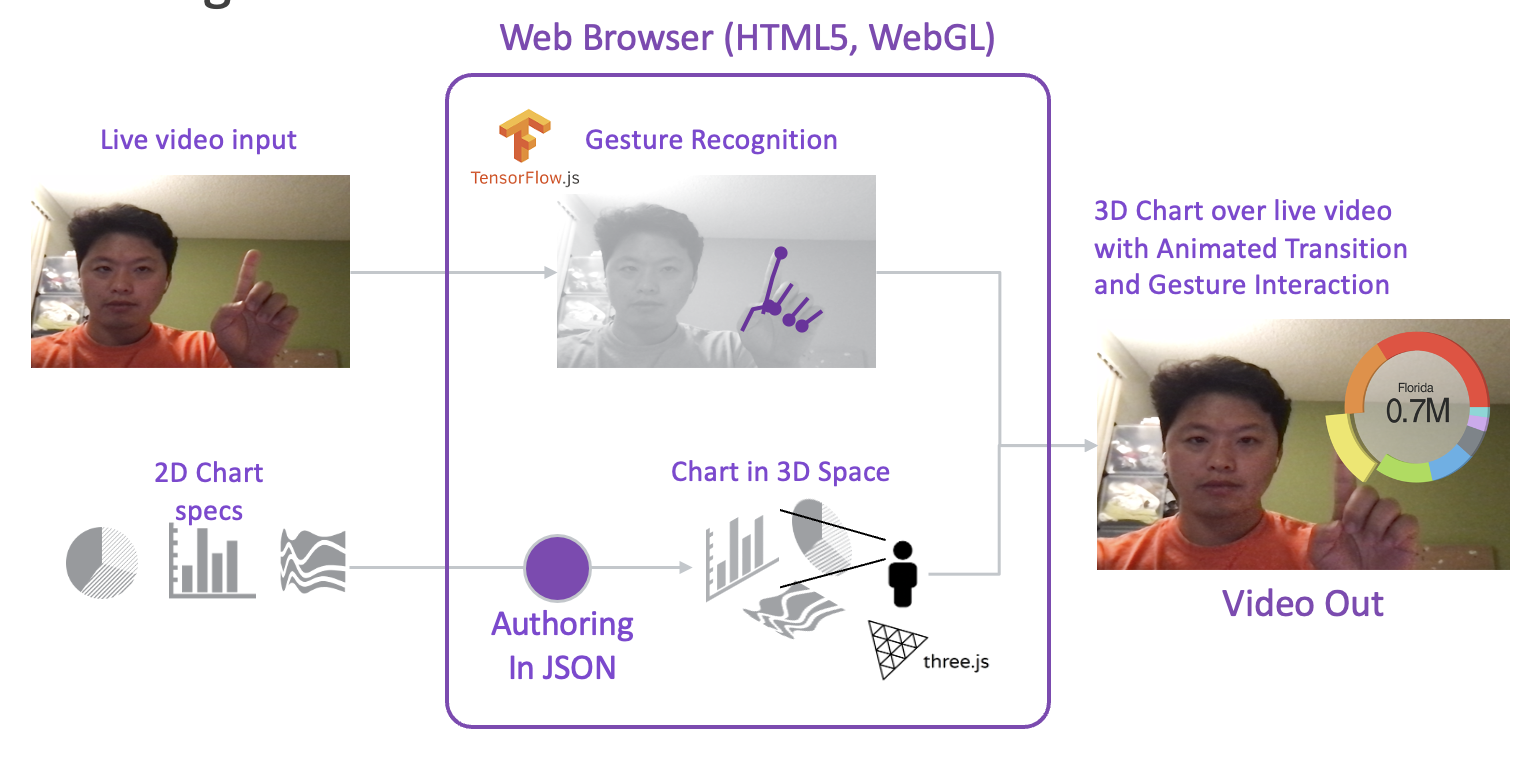 Web Browser (HTML5, WebGL)
Live video input
TensorFlow.js
Gesture Recognition
3D Chart over live video
with Animated Transition
and Gesture Interaction
Florida
0.7M
2D Chart
specs
Chart in 3D Space
Authoring
In JSON
three.js
Video Out